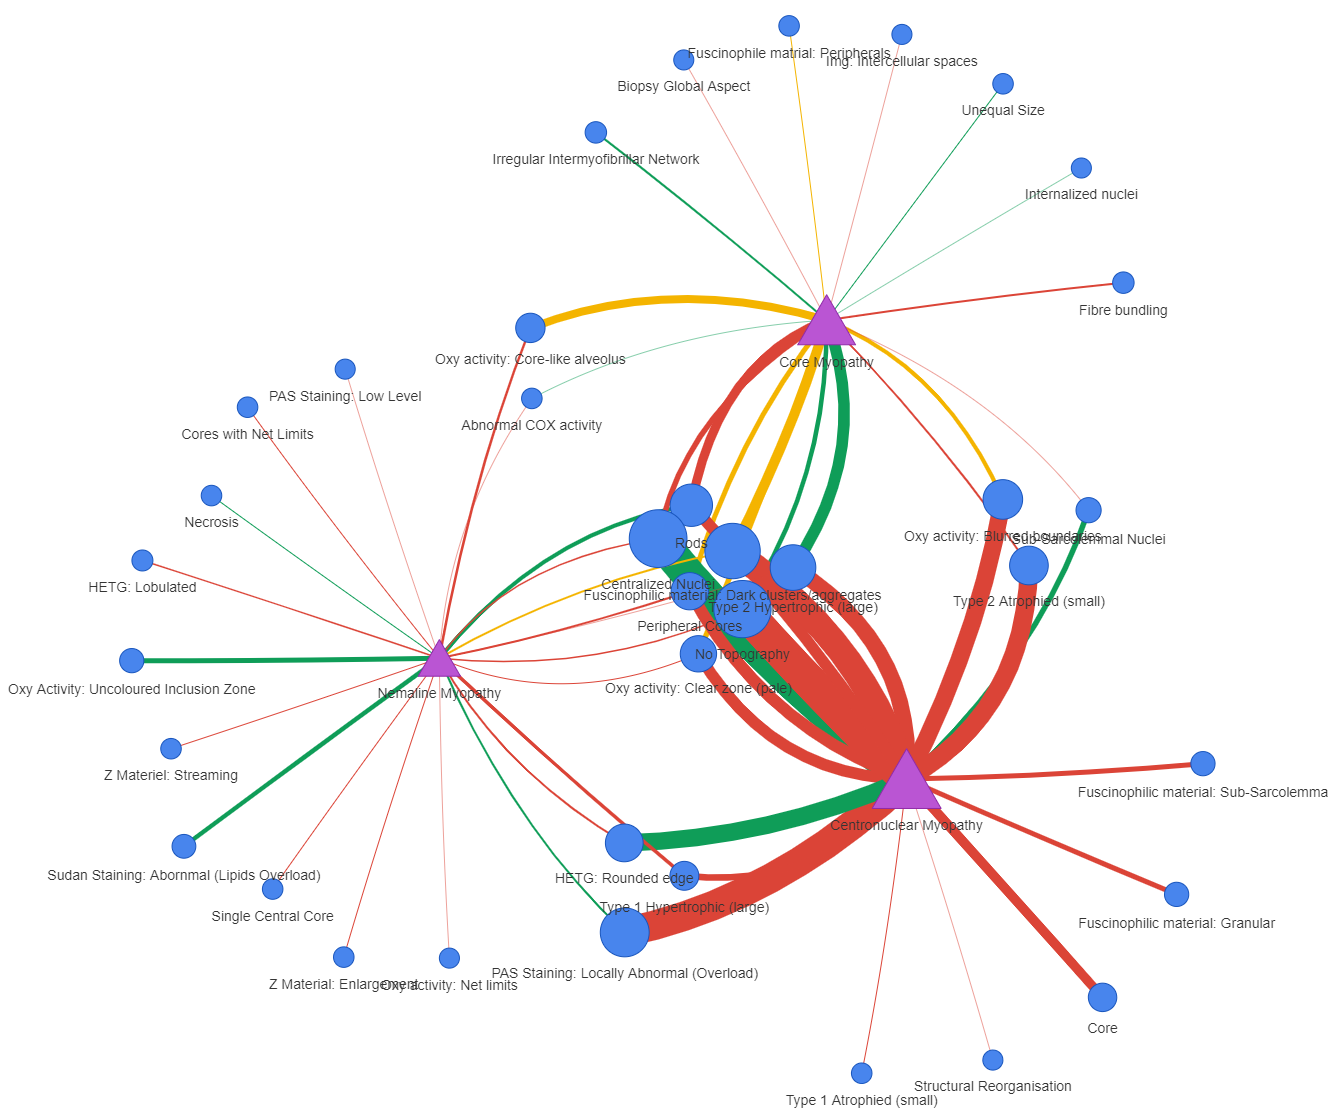 Fuscinophile matrial: Peripherals
Img: Intercellular spaces
Biopsy Global Aspect
Unequal Size
Irregular Intermyofibrillar Network
Internalized nuclei
Fibre bundling
Oxy activity: Core-like alveolus
Core Myopathy
PAS Staining: Low Level
Abnormal COX activity
Cores with Net Limits
Necrosis
Oxy activity: Blurred boundaries
Sub-Sarcolemmal Nuclei
Rods
HETG: Lobulated
Centralized Nuclei
Fuscinophilic material: Dark clusters/aggregates
Type 2 Hypertrophic (large)
Type 2 Atrophied (small)
Peripheral Cores
No Topography
Oxy Activity: Uncoloured Inclusion Zone
Nemaline Myopathy
Oxy activity: Clear zone (pale)
Z Materiel: Streaming
Fuscinophilic material: Sub-Sarcolemma
Centronuclear Myopathy
Sudan Staining: Abornmal (Lipids Overload)
HETG: Rounded edge
Single Central Core
Type 1 Hypertrophic (large)
Fuscinophilic material: Granular
PAS Staining: Locally Abnormal (Overload)
Z Material: Enlargement
Oxy activity: Net limits
Core
Structural Reorganisation
Type 1 Atrophied (small)